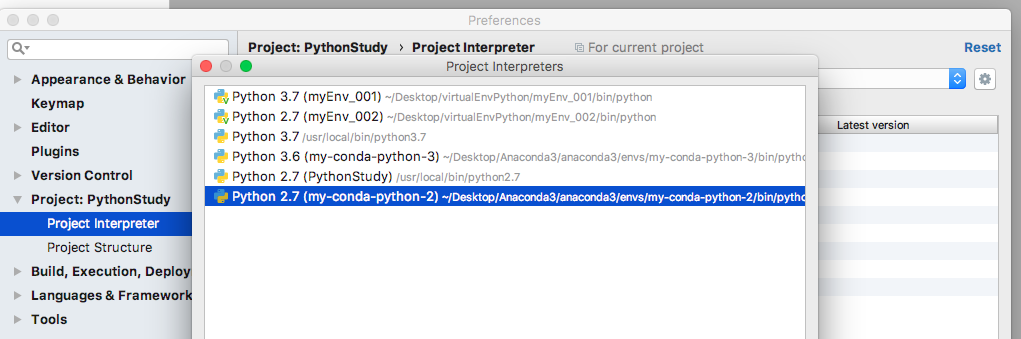 Preferences
Project: PythonStudy › Project Interpreter For current project Reset
Project Interpreters
Appearance & Behavior
Keymap
Editor
Plugins
Version Control
Project: PythonStudy
Project Interpreter
Project Structure
Build, Execution, Deploy
Languages & Framework
Tools
Python 3.7 (myEnv_001) ~/Desktop/virtualEnvPython/myEnv_001/bin/python
Python 2.7 (myEnv_002) ~/Desktop/virtualEnvPython/myEnv_002/bin/python
Python 3.7 /usr/local/bin/python3.7
Python 3.6 (my-conda-python-3) ~/Desktop/Anaconda3/anaconda3/envs/my-conda-python-3/bin/pytho
Python 2.7 (PythonStudy) /usr/local/bin/python2.7
Python 2.7 (my-conda-python-2) ~/Desktop/Anaconda3/anaconda3/envs/my-conda-python-2/bin/pytho
Latest version